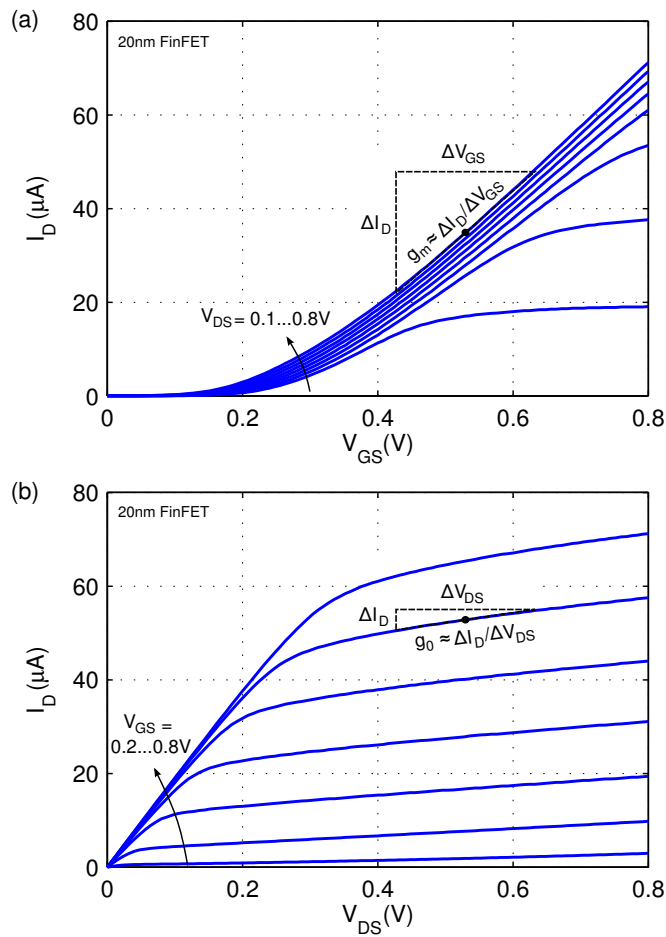 (a)
80
20nm FinFET
60
ΔV_GS
ΔI_D
g_m ≈ ΔI_D/ΔV_GS
I_D(μA)
40
20
V_DS = 0.1...0.8V
0
0 0.2 0.4 0.6 0.8
V_GS(V)
(b)
80
20nm FinFET
60
ΔV_DS
ΔI_D
g_0 ≈ ΔI_D/ΔV_DS
I_D(μA)
40
V_GS =
0.2...0.8V
20
0
0 0.2 0.4 0.6 0.8
V_DS(V)